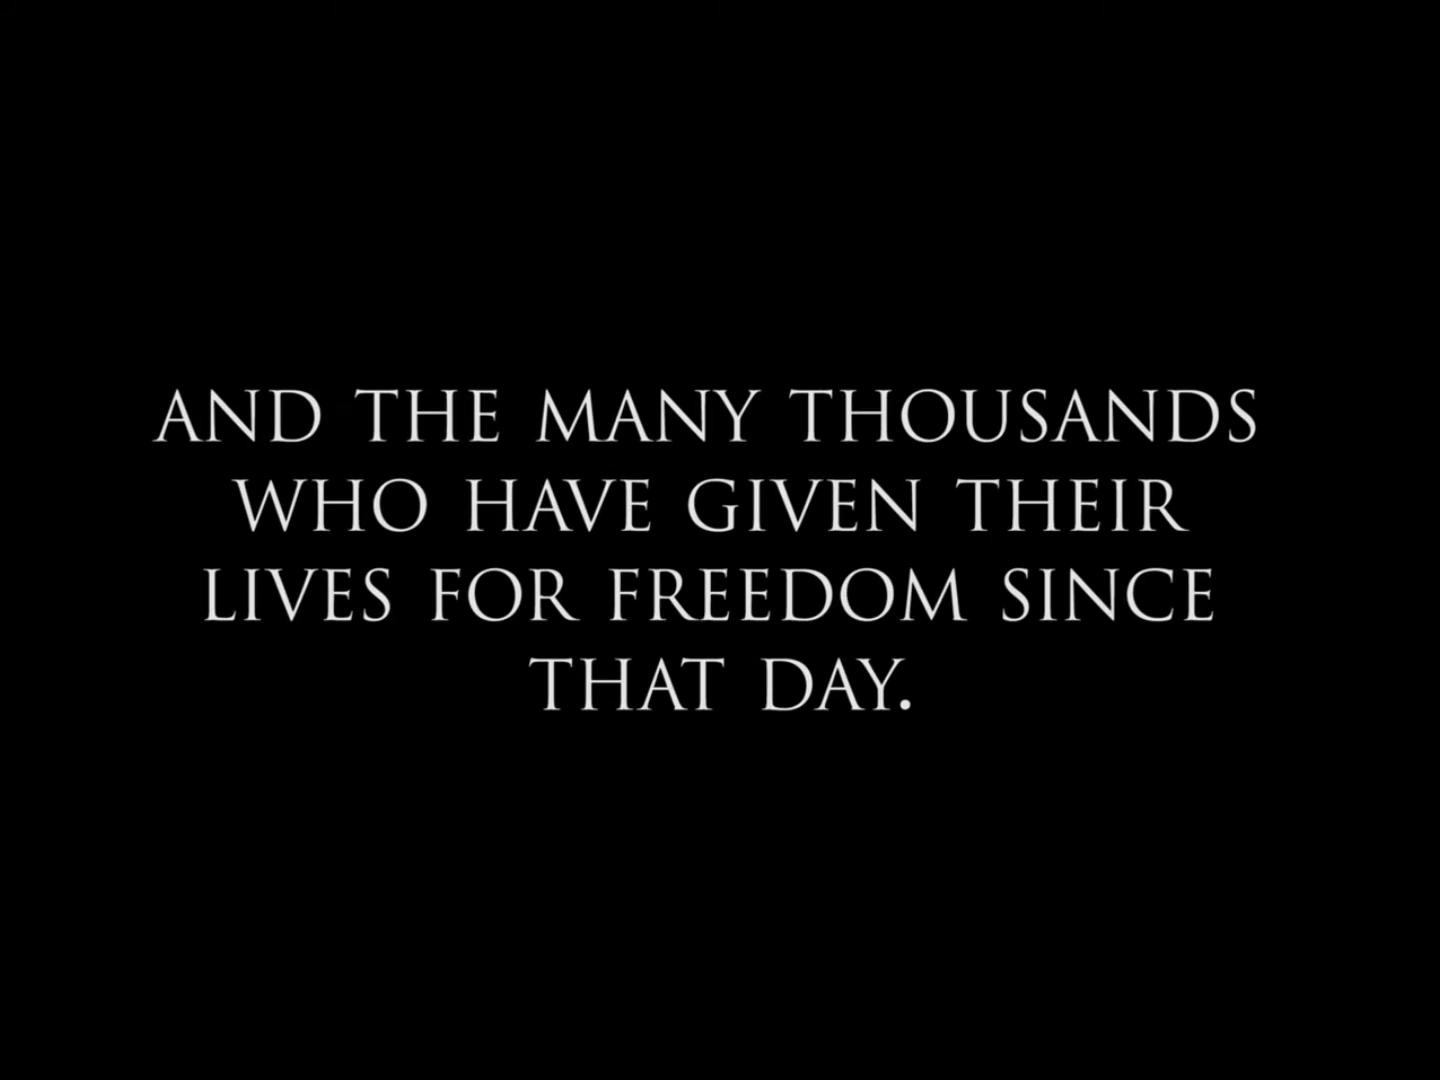 AND THE MANY THOUSANDS
WHO HAVE GIVEN THEIR
LIVES FOR FREEDOM SINCE
THAT DAY.